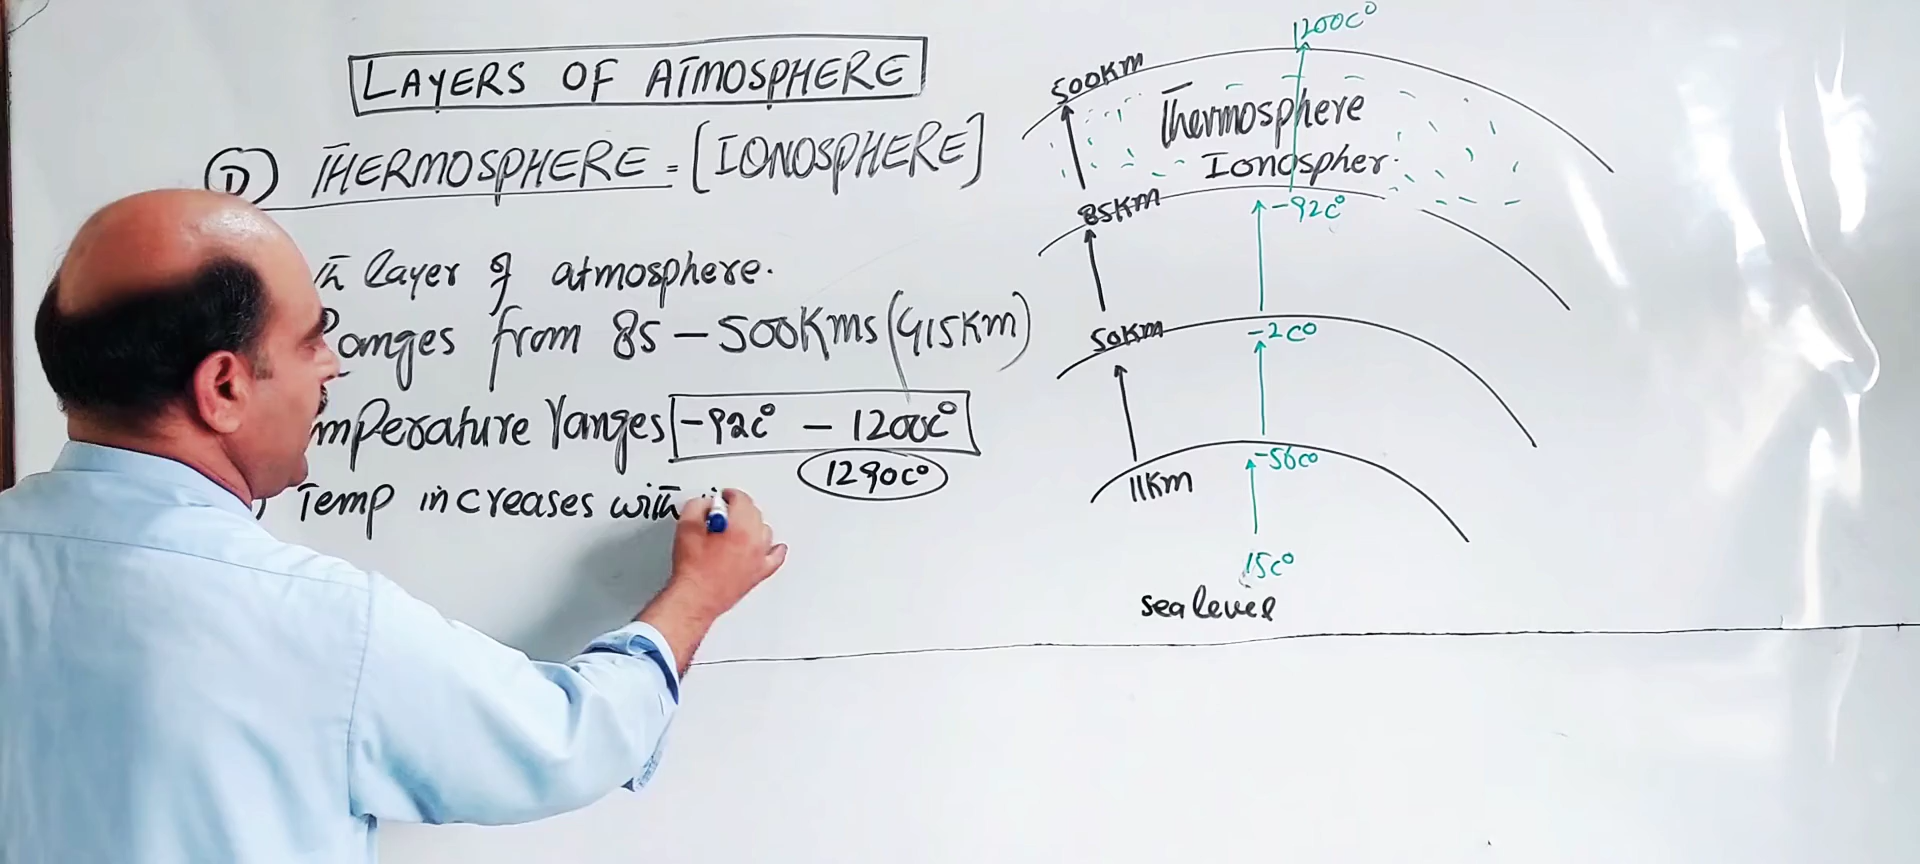 LAYERS OF ATMOSPHERE
D THERMOSPHERE = [IONOSPHERE]
layer of atmosphere.
Ranges from 85 – 500Kms (415Km)
mperature ranges -92c° – 1200c°
1290c°
Temp increases with
1200c°
500Km
Thermosphere
Ionospher.
85Km
-92c°
50Km
-2c°
-56c°
11Km
15c°
sea level